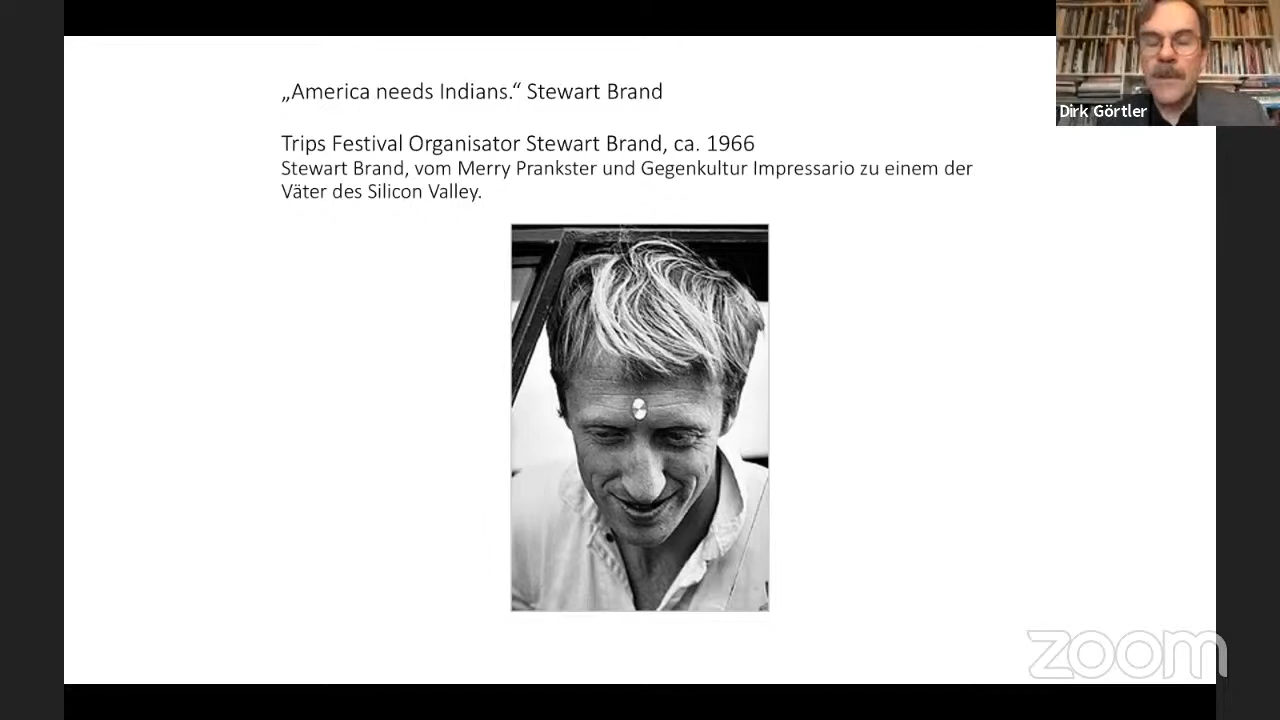 „America needs Indians.“ Stewart Brand
Trips Festival Organisator Stewart Brand, ca. 1966
Stewart Brand, vom Merry Prankster und Gegenkultur Impressario zu einem der
Väter des Silicon Valley.
Dirk Görtler
zoom